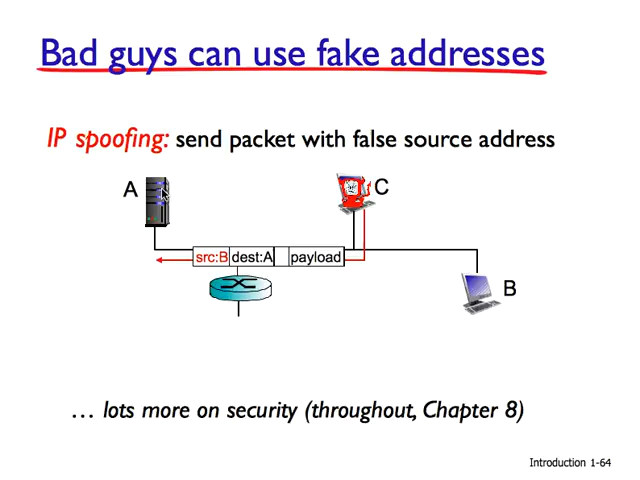 Bad guys can use fake addresses
IP spoofing: send packet with false source address
A
C
src:B dest:A payload
B
… lots more on security (throughout, Chapter 8)
Introduction 1-64